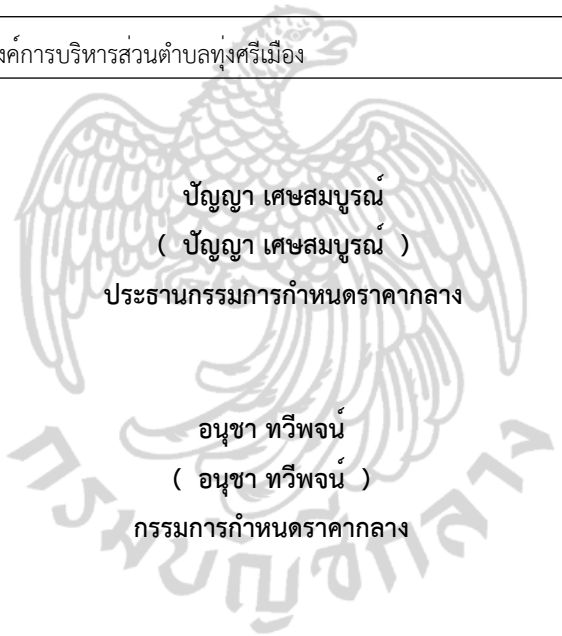 งค์การบริหารส่วนตำบลทุ่งศรีเมือง
ปัญญา เศษสมบูรณ์
( ปัญญา เศษสมบูรณ์ )
ประธานกรรมการกำหนดราคากลาง
อนุชา ทวีพจน์
( อนุชา ทวีพจน์ )
กรรมการกำหนดราคากลาง
กรมบัญชีกลาง